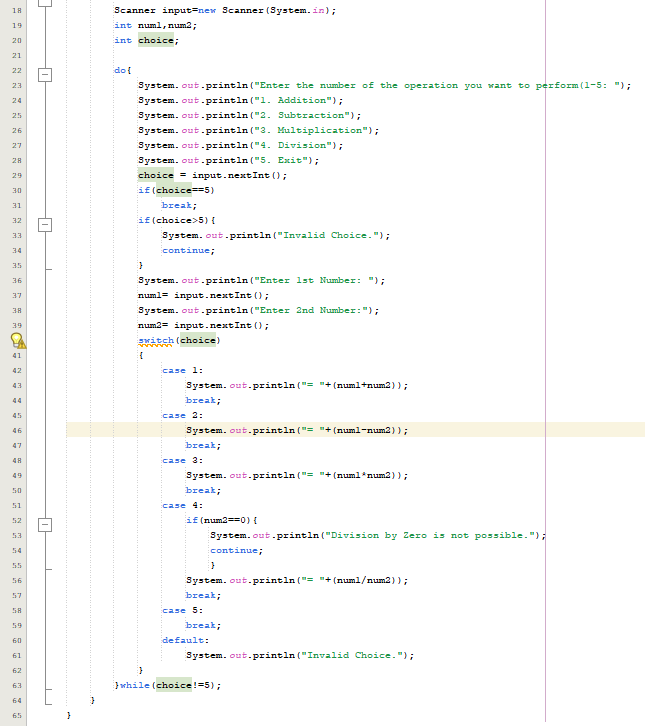 18 Scanner input=new Scanner(System.in);
19 int num1,num2;
20 int choice;
21
22 do{
23 System.out.println("Enter the number of the operation you want to perform(1-5: ");
24 System.out.println("1. Addition");
25 System.out.println("2. Subtraction");
26 System.out.println("3. Multiplication");
27 System.out.println("4. Division");
28 System.out.println("5. Exit");
29 choice = input.nextInt();
30 if(choice==5)
31 break;
32 if(choice>5){
33 System.out.println("Invalid Choice.");
34 continue;
35 }
36 System.out.println("Enter 1st Number: ");
37 num1= input.nextInt();
38 System.out.println("Enter 2nd Number:");
39 num2= input.nextInt();
switch(choice)
41 {
42 case 1:
43 System.out.println("= "+(num1+num2));
44 break;
45 case 2:
46 System.out.println("= "+(num1-num2));
47 break;
48 case 3:
49 System.out.println("= "+(num1*num2));
50 break;
51 case 4:
52 if(num2==0){
53 System.out.println("Division by Zero is not possible.");
54 continue;
55 }
56 System.out.println("= "+(num1/num2));
57 break;
58 case 5:
59 break;
60 default:
61 System.out.println("Invalid Choice.");
62 }
63 }while(choice!=5);
64 }
65 }